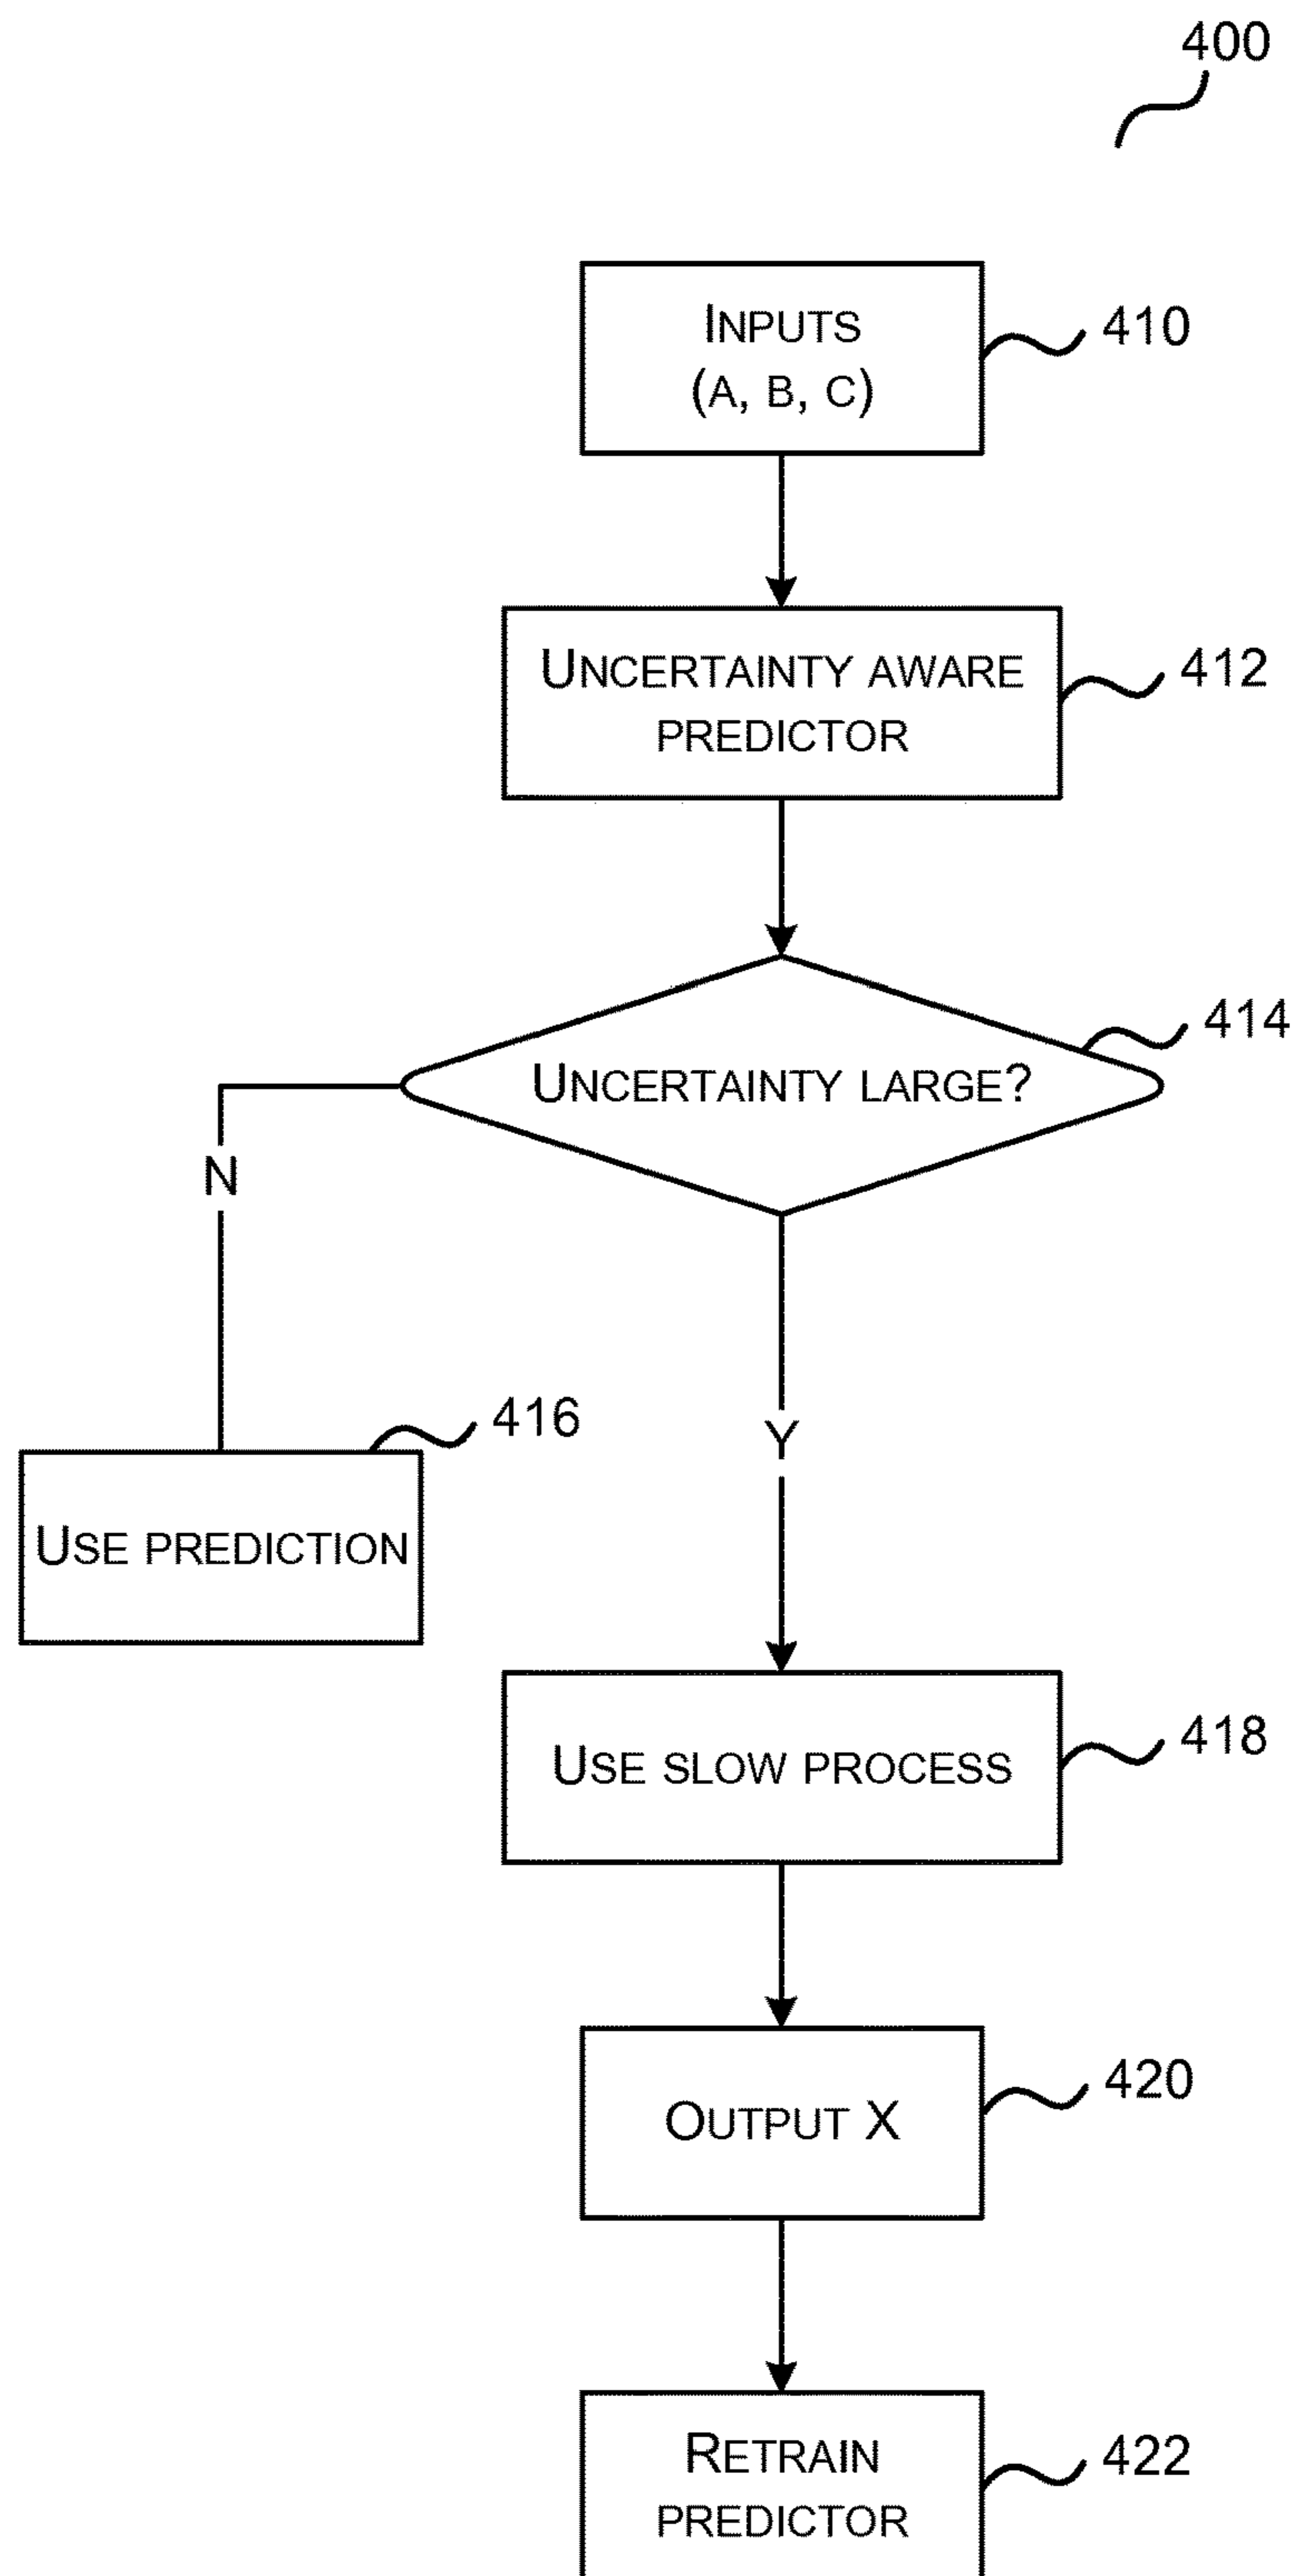 400
INPUTS
(A, B, C)
410
UNCERTAINTY AWARE
PREDICTOR
412
UNCERTAINTY LARGE?
414
N
Y
416
USE PREDICTION
USE SLOW PROCESS
418
OUTPUT X
420
RETRAIN
PREDICTOR
422